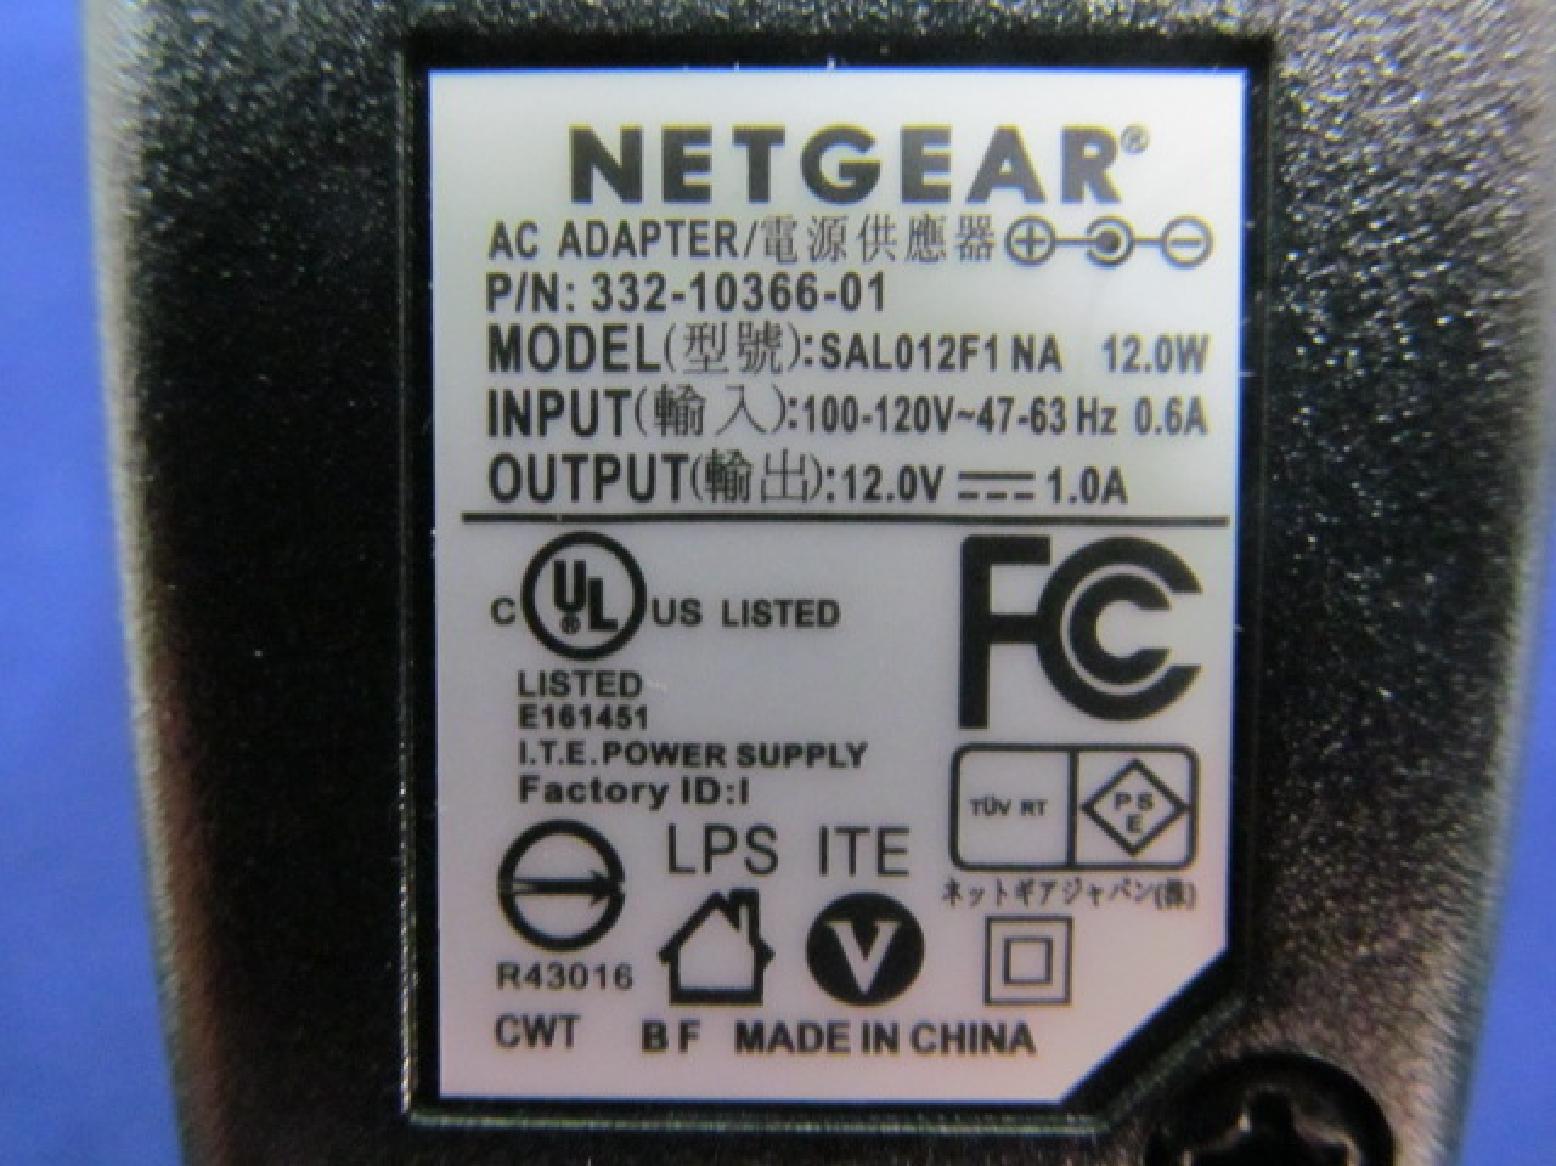 NETGEAR®
AC ADAPTER/電源供應器
P/N: 332-10366-01
MODEL(型號):SAL012F1 NA 12.0W
INPUT(輸入):100-120V~47-63 Hz 0.6A
OUTPUT(輸出):12.0V 1.0A
C UL® US LISTED
FC
LISTED
E161451
I.T.E.POWER SUPPLY
Factory ID:I
TÜV RT PSE
LPS ITE
ネットギアジャパン(株)
V
R43016
CWT BF MADE IN CHINA